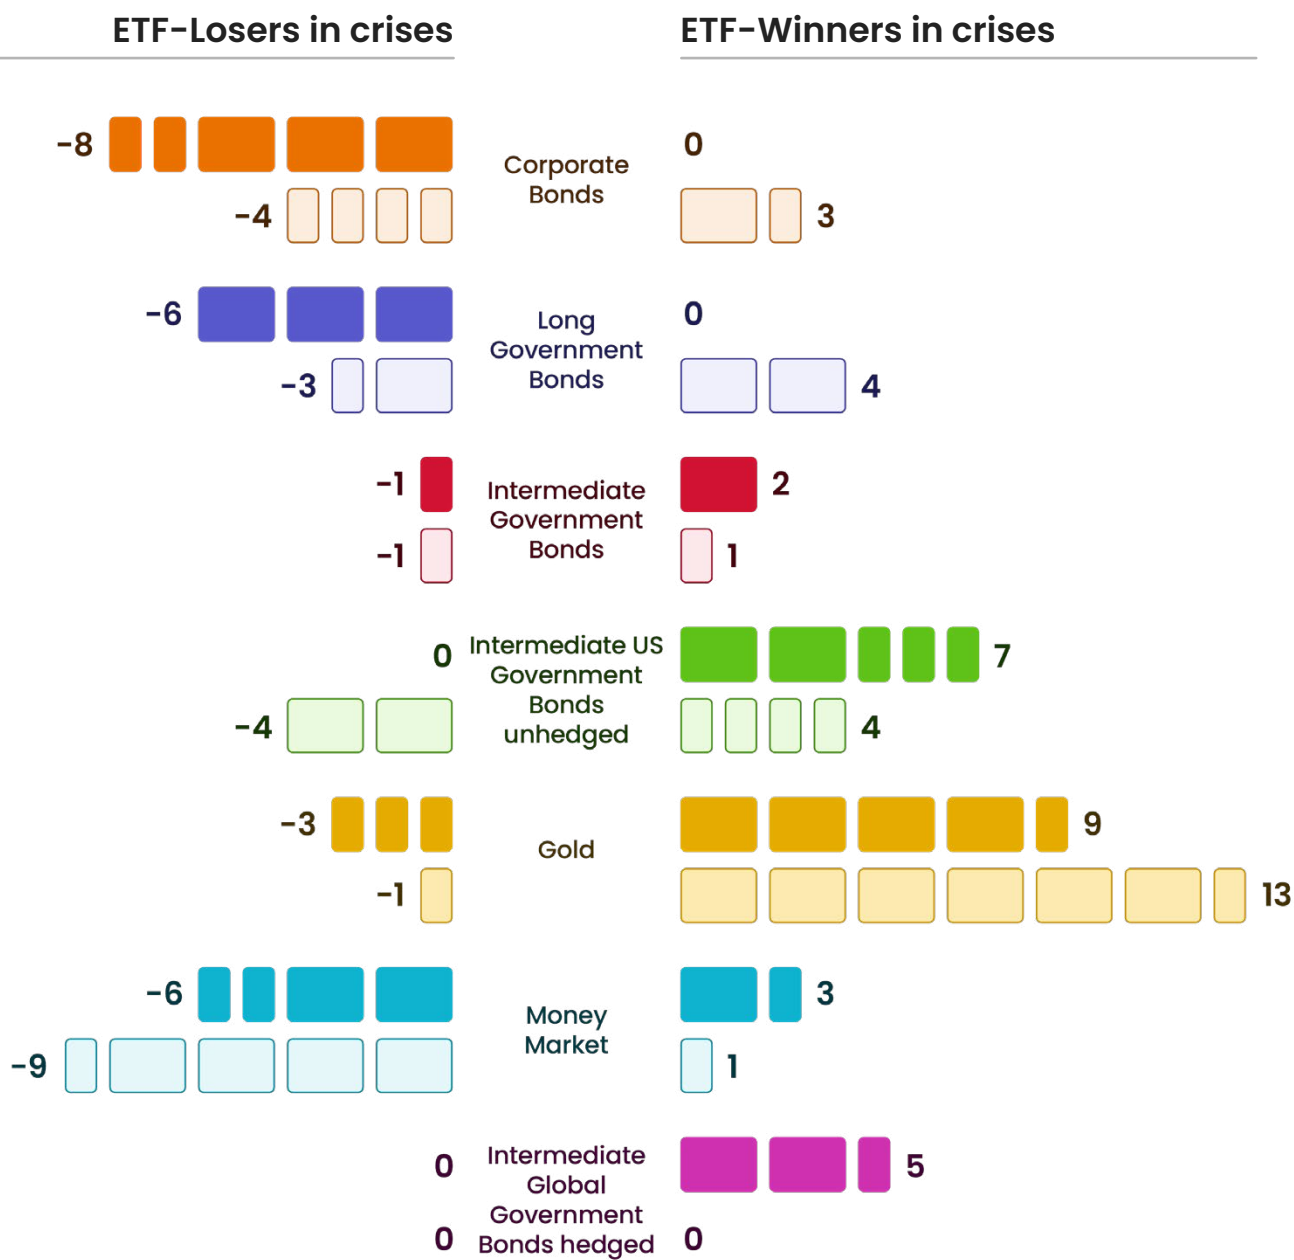 ETF-Losers in crises
ETF-Winners in crises
-8
Corporate
Bonds
0
-4
3
-6
Long
Government
Bonds
0
-3
4
-1
Intermediate
Government
Bonds
2
-1
1
0
Intermediate US
Government
Bonds
unhedged
7
-4
4
-3
Gold
9
-1
13
-6
Money
Market
3
-9
1
0
Intermediate
Global
Government
Bonds hedged
5
0
0